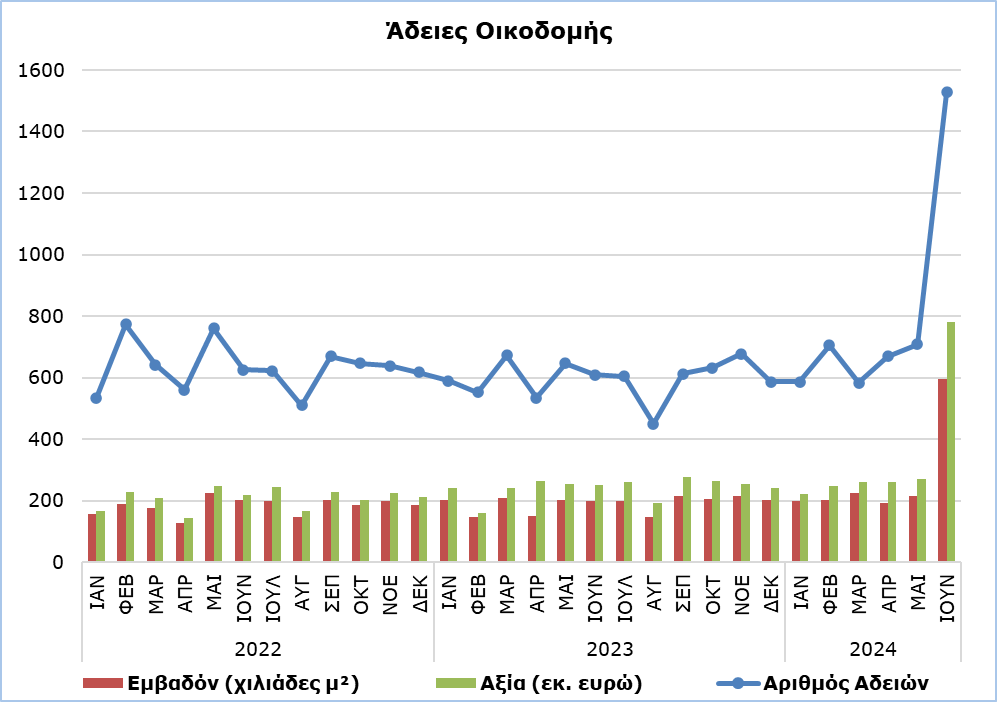 Άδειες Οικοδομής
1600
1400
1200
1000
800
600
400
200
0
ΙΑΝ ΦΕΒ ΜΑΡ ΑΠΡ ΜΑΙ ΙΟΥΝ ΙΟΥΛ ΑΥΓ ΣΕΠ ΟΚΤ ΝΟΕ ΔΕΚ ΙΑΝ ΦΕΒ ΜΑΡ ΑΠΡ ΜΑΙ ΙΟΥΝ ΙΟΥΛ ΑΥΓ ΣΕΠ ΟΚΤ ΝΟΕ ΔΕΚ ΙΑΝ ΦΕΒ ΜΑΡ ΑΠΡ ΜΑΙ ΙΟΥΝ
2022 2023 2024
Εμβαδόν (χιλιάδες μ²) Αξία (εκ. ευρώ) Αριθμός Αδειών